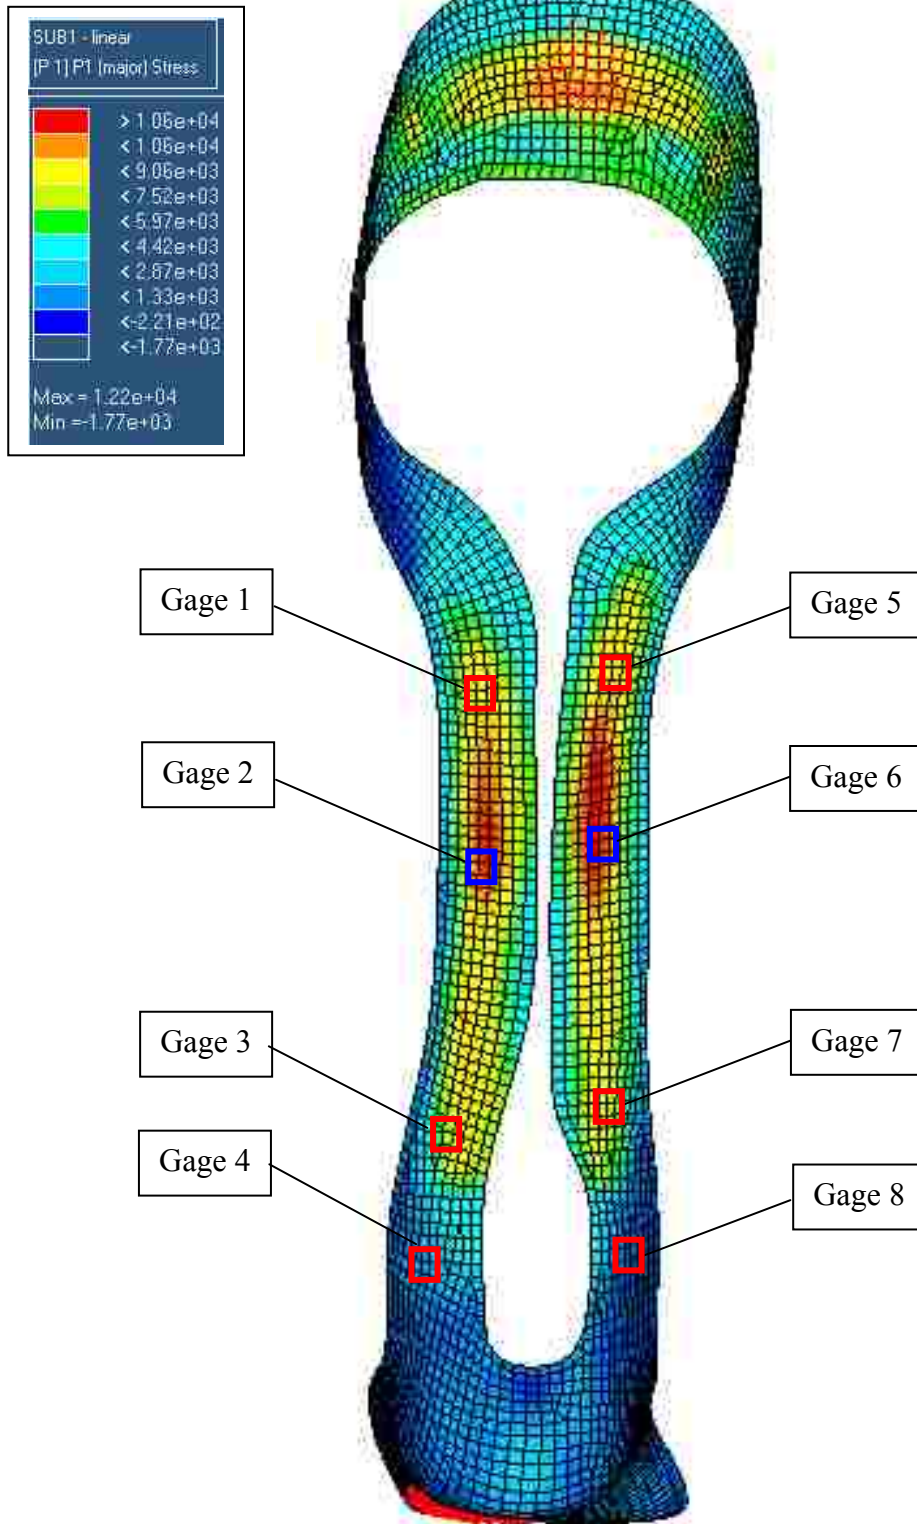 SUB1 - linear
[P 1] P1 (major) Stress
> 1.06e+04
< 1.06e+04
< 9.06e+03
< 7.52e+03
< 5.97e+03
< 4.42e+03
< 2.87e+03
< 1.33e+03
<-2.21e+02
<-1.77e+03
Max = 1.22e+04
Min =-1.77e+03
Gage 1
Gage 5
Gage 2
Gage 6
Gage 3
Gage 7
Gage 4
Gage 8